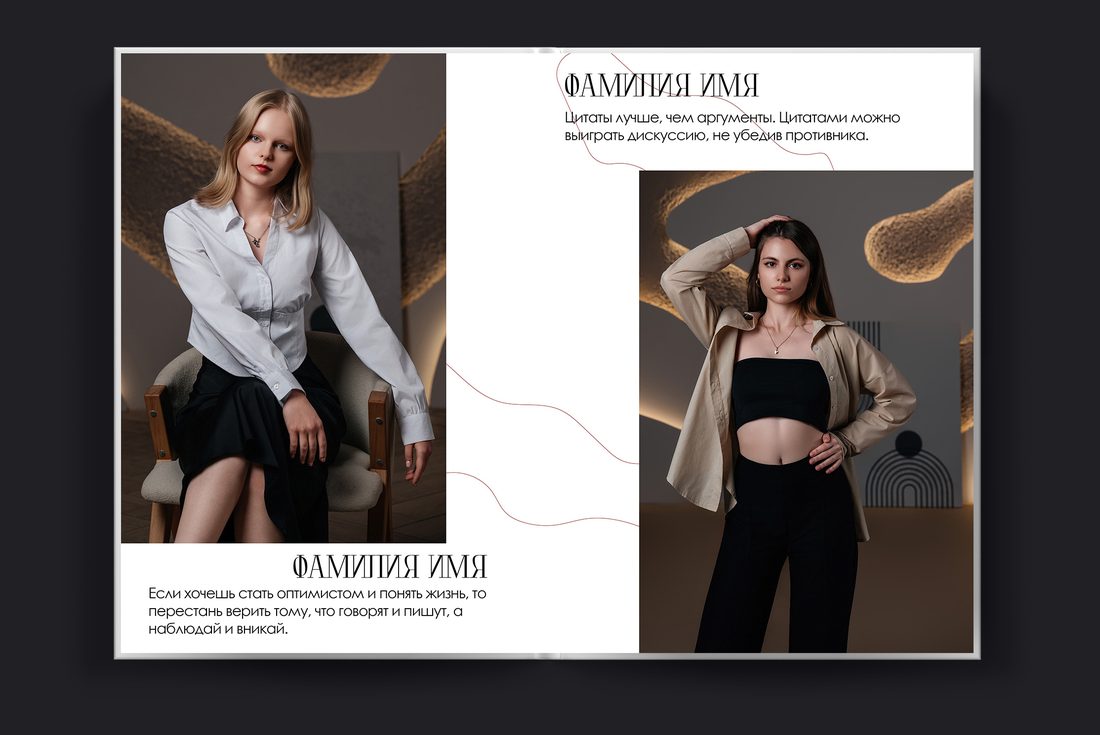 ФАМИЛИЯ ИМЯ
Цитаты лучше, чем аргументы. Цитатами можно
выиграть дискуссию, не убедив противника.
ФАМИЛИЯ ИМЯ
Если хочешь стать оптимистом и понять жизнь, то
перестань верить тому, что говорят и пишут, а
наблюдай и вникай.